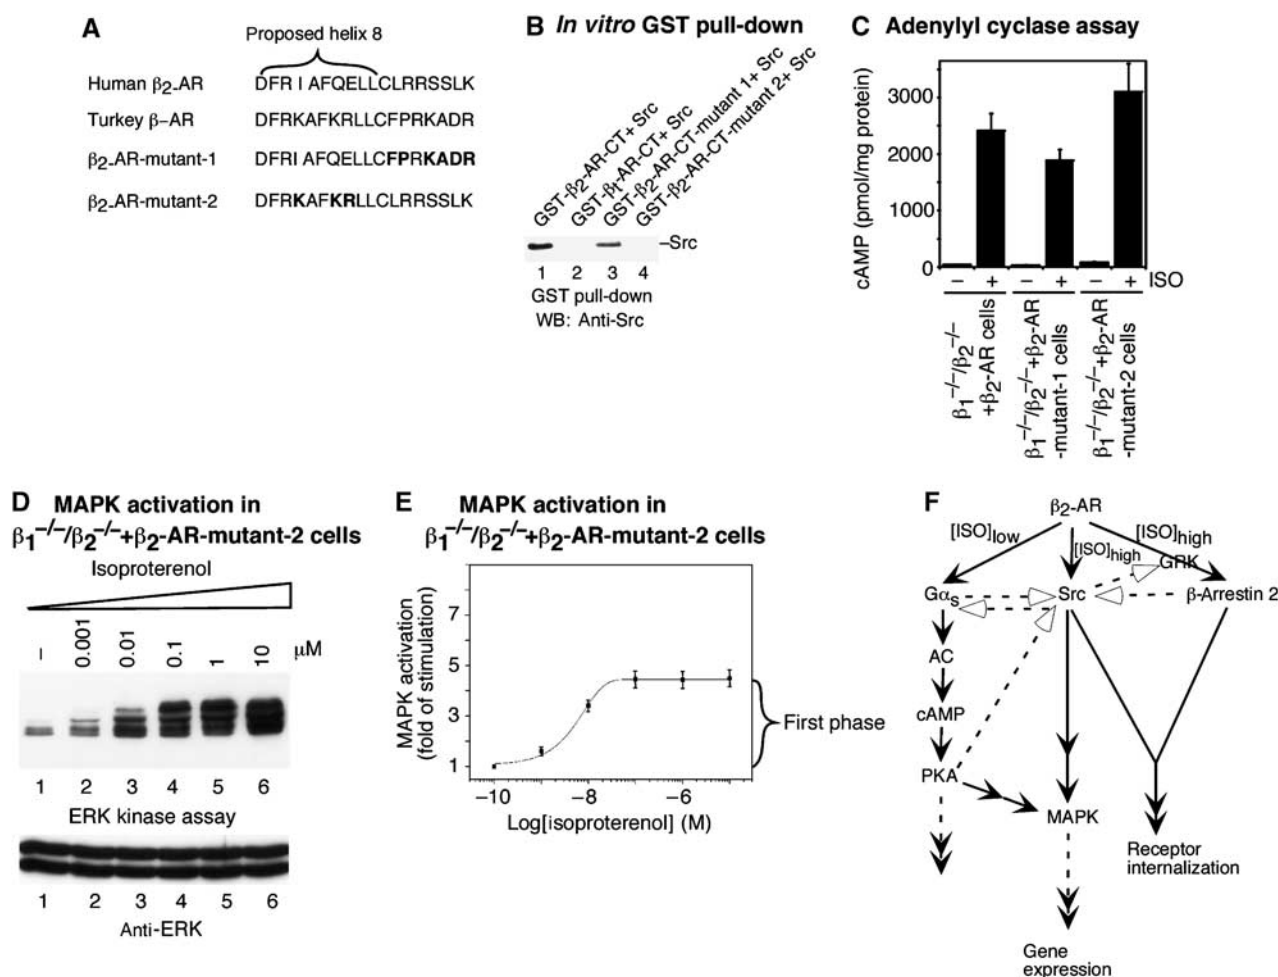 A
Proposed helix 8
Human β2-AR DFRIAFQELLCLRRSSLK
Turkey β-AR DFRKAFKRLLCFPRKADR
β2-AR-mutant-1 DFRIAFQELLCFPRKADR
β2-AR-mutant-2 DFRKAFKRLLCLRRSSLK
B In vitro GST pull-down
GST-β2-AR-CT+ Src
GST-βt-AR-CT+ Src
GST-β2-AR-CT-mutant 1+ Src
GST-β2-AR-CT-mutant 2+ Src
–Src
1 2 3 4
GST pull-down
WB: Anti-Src
C Adenylyl cyclase assay
cAMP (pmol/mg protein)
3000
2000
1000
0
– + – + – + ISO
β1–/–/β2–/–
+β2-AR cells
β1–/–/β2–/–+β2-AR
-mutant-1 cells
β1–/–/β2–/–+β2-AR
-mutant-2 cells
D MAPK activation in
β1–/–/β2–/–+β2-AR-mutant-2 cells
Isoproterenol
– 0.001 0.01 0.1 1 10 μM
1 2 3 4 5 6
ERK kinase assay
1 2 3 4 5 6
Anti-ERK
E MAPK activation in
β1–/–/β2–/–+β2-AR-mutant-2 cells
MAPK activation
(fold of stimulation)
7
5
3
1
First phase
–10 –8 –6
Log[isoproterenol] (M)
F
β2-AR
[ISO]low
[ISO]high
[ISO]high
GRK
Gαs Src β-Arrestin 2
AC
cAMP
PKA
MAPK
Receptor
internalization
Gene
expression